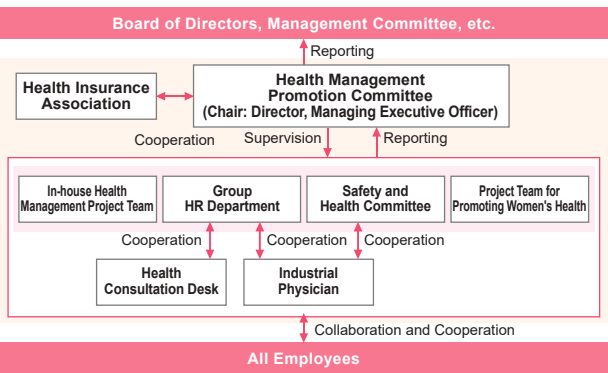 Board of Directors, Management Committee, etc.
Reporting
Health Insurance
Association
Health Management
Promotion Committee
(Chair: Director, Managing Executive Officer)
Cooperation
Supervision
Reporting
In-house Health
Management Project Team
Group
HR Department
Safety and
Health Committee
Project Team for
Promoting Women's Health
Cooperation
Cooperation
Cooperation
Health
Consultation Desk
Industrial
Physician
Collaboration and Cooperation
All Employees